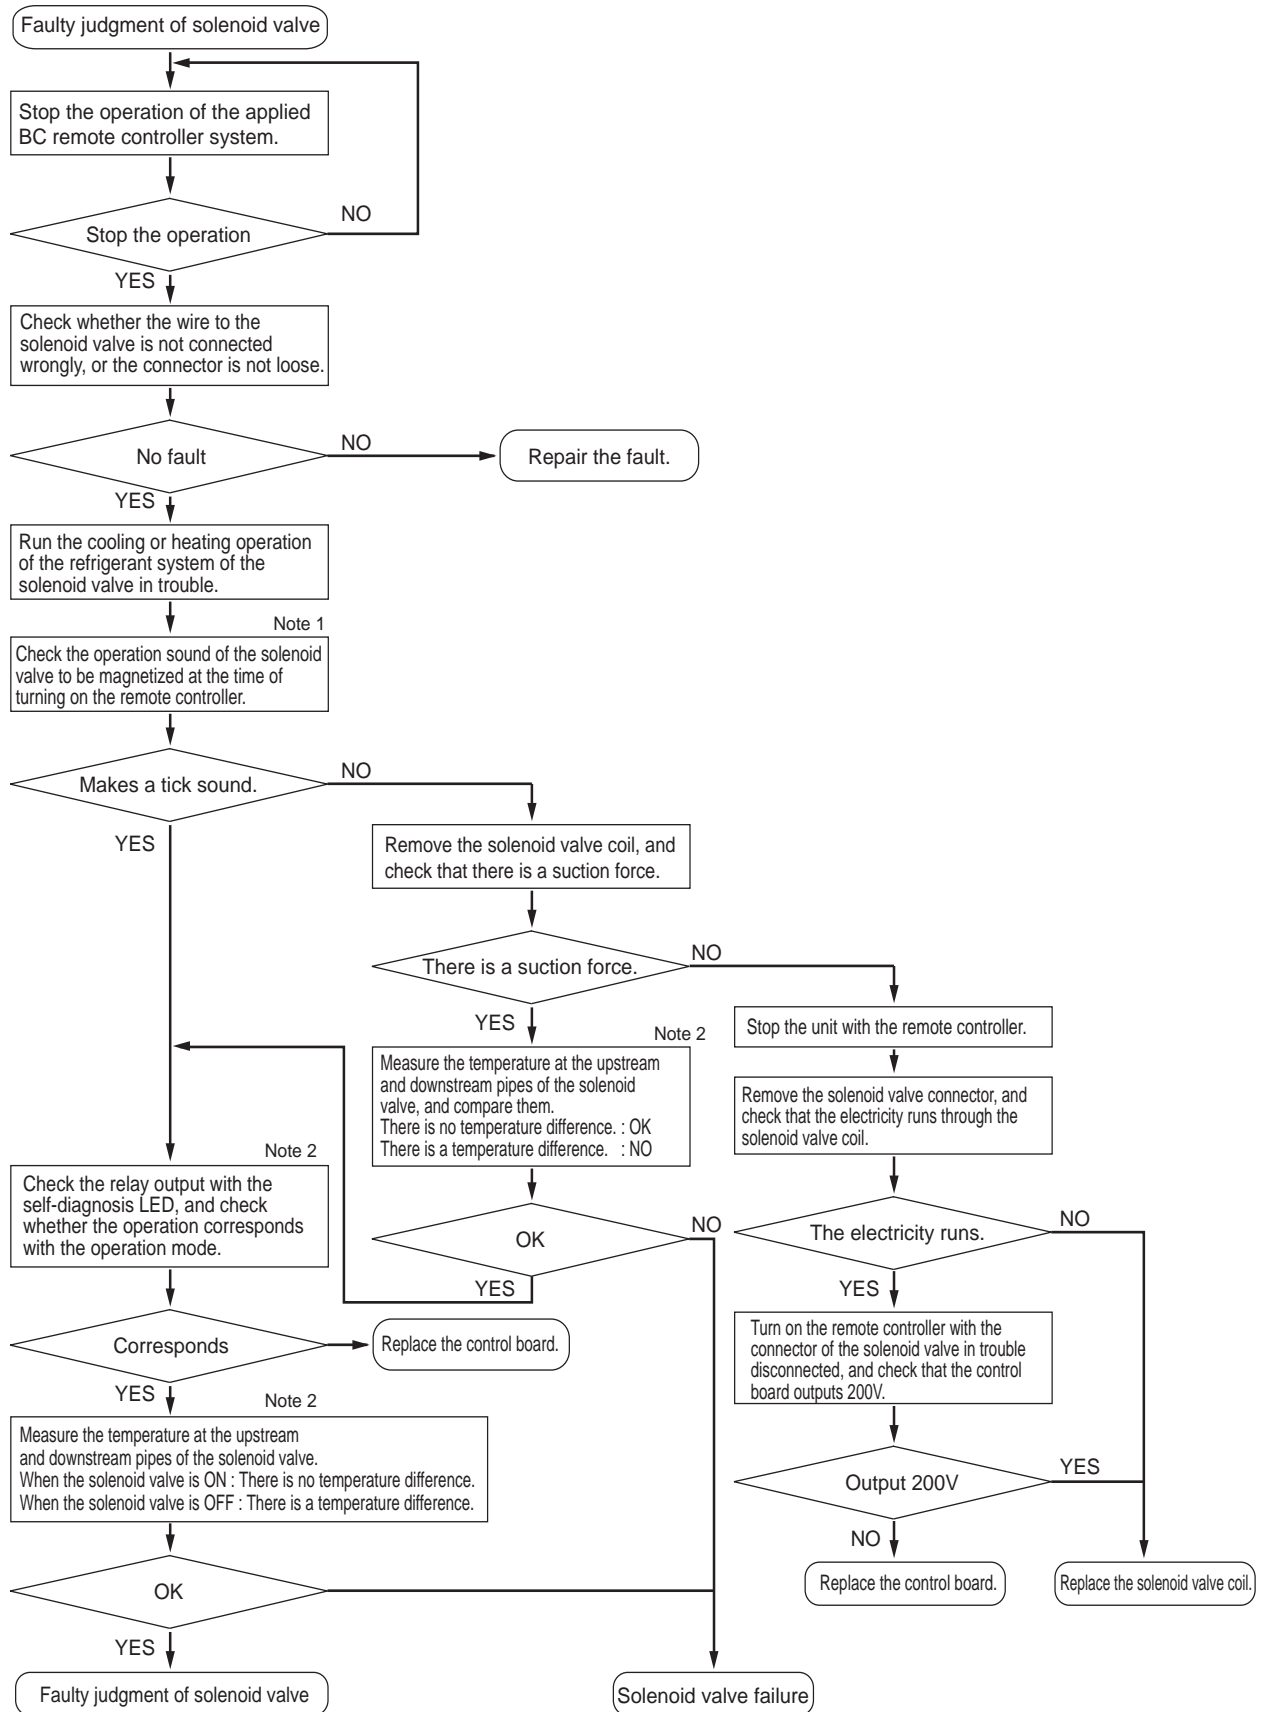 Faulty judgment of solenoid valve
Stop the operation of the applied
BC remote controller system.
Stop the operation
NO
YES
Check whether the wire to the
solenoid valve is not connected
wrongly, or the connector is not loose.
No fault
NO
Repair the fault.
YES
Run the cooling or heating operation
of the refrigerant system of the
solenoid valve in trouble.
Note 1
Check the operation sound of the solenoid
valve to be magnetized at the time of
turning on the remote controller.
Makes a tick sound.
NO
YES
Remove the solenoid valve coil, and
check that there is a suction force.
There is a suction force.
NO
YES
Stop the unit with the remote controller.
Note 2
Measure the temperature at the upstream
and downstream pipes of the solenoid
valve, and compare them.
There is no temperature difference. : OK
There is a temperature difference. : NO
Remove the solenoid valve connector, and
check that the electricity runs through the
solenoid valve coil.
Note 2
Check the relay output with the
self-diagnosis LED, and check
whether the operation corresponds
with the operation mode.
OK
NO
YES
The electricity runs.
NO
YES
Corresponds
Replace the control board.
YES
Turn on the remote controller with the
connector of the solenoid valve in trouble
disconnected, and check that the control
board outputs 200V.
Note 2
Measure the temperature at the upstream
and downstream pipes of the solenoid valve.
When the solenoid valve is ON : There is no temperature difference.
When the solenoid valve is OFF : There is a temperature difference.
Output 200V
YES
NO
OK
Replace the control board.
Replace the solenoid valve coil.
YES
Faulty judgment of solenoid valve
Solenoid valve failure